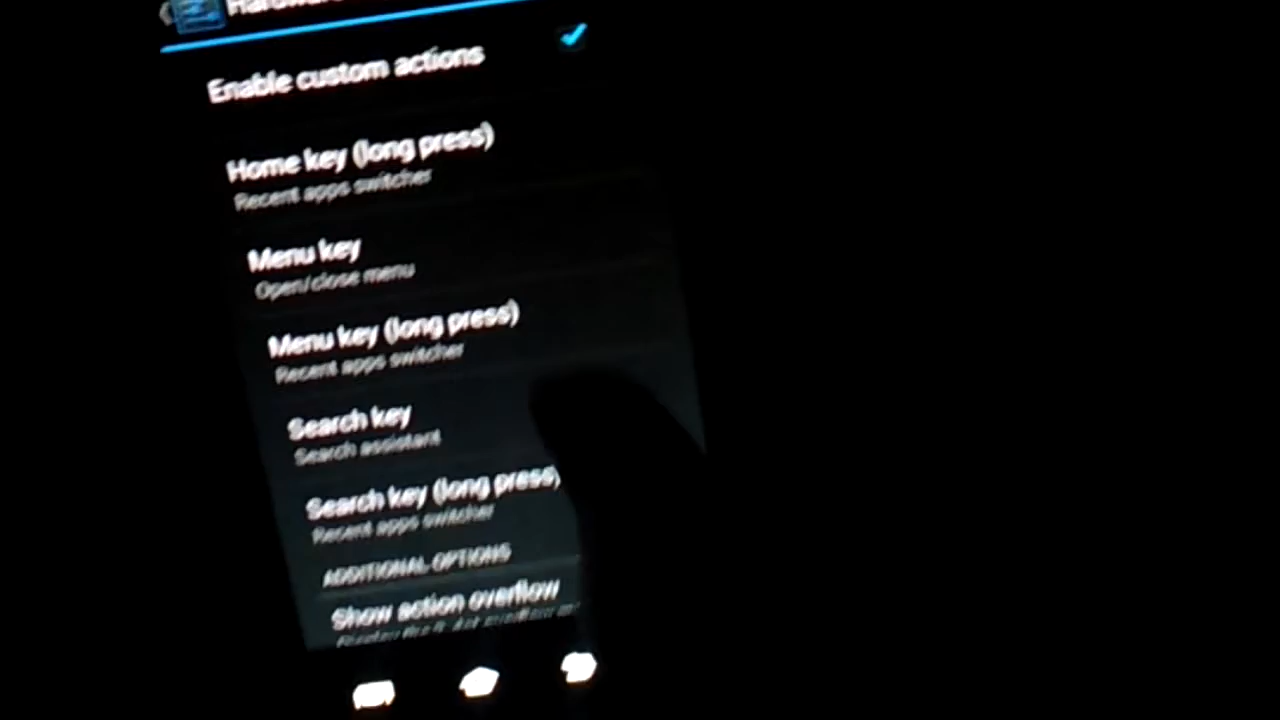 Enable custom actions
Home key (long press)
Recent apps switcher
Menu key
Open/close menu
Menu key (long press)
Recent apps switcher
Search key
Search assistant
Search key (long press)
Recent apps switcher
ADDITIONAL OPTIONS
Show action overflow